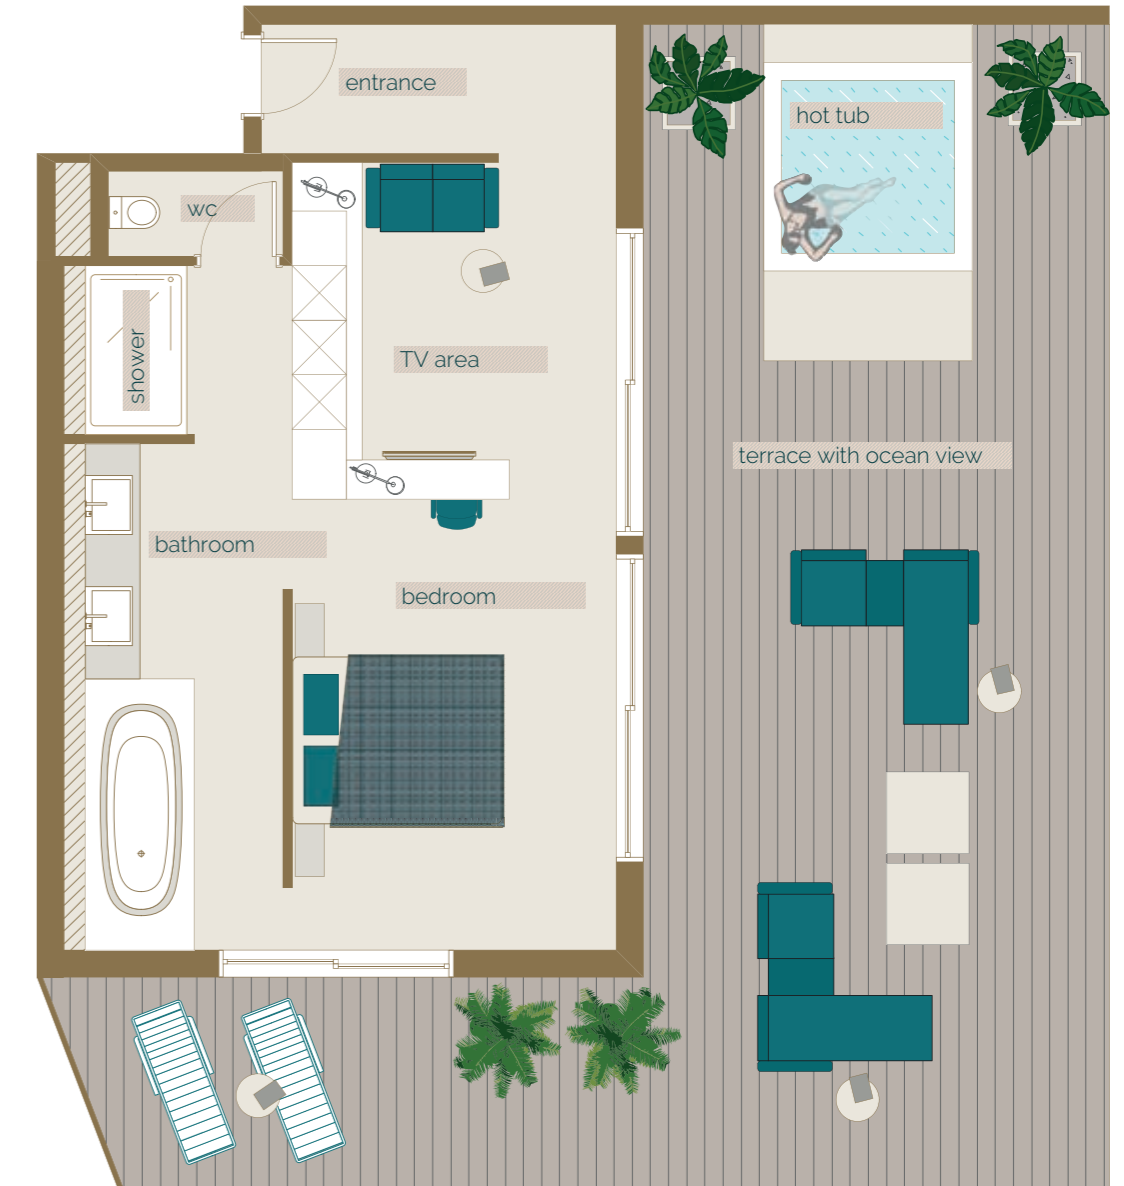 entrance
hot tub
wc
shower
TV area
terrace with ocean view
bathroom
bedroom